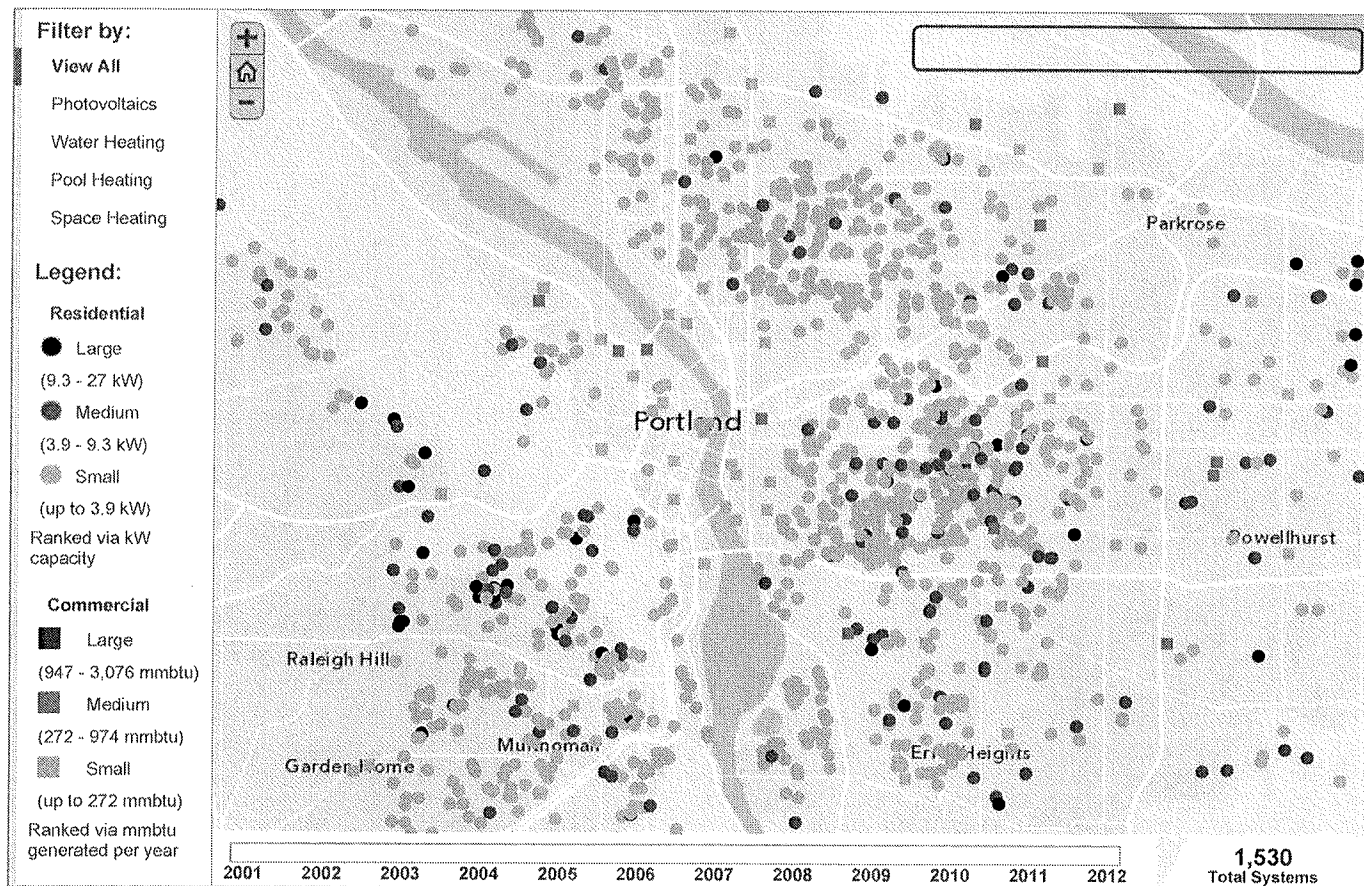 Filter by:
View All
Photovoltaics
Water Heating
Pool Heating
Space Heating
Legend:
Residential
Large
(9.3 - 27 kW)
Medium
(3.9 - 9.3 kW)
Small
(up to 3.9 kW)
Ranked via kW
capacity
Commercial
Large
(947 - 3,076 mmbtu)
Medium
(272 - 974 mmbtu)
Small
(up to 272 mmbtu)
Ranked via mmbtu
generated per year
+
−
Parkrose
Portland
Powellhurst
Raleigh Hill
Heights
2001 2002 2003 2004 2005 2006 2007 2008 2009 2010 2011 2012
1,530
Total Systems